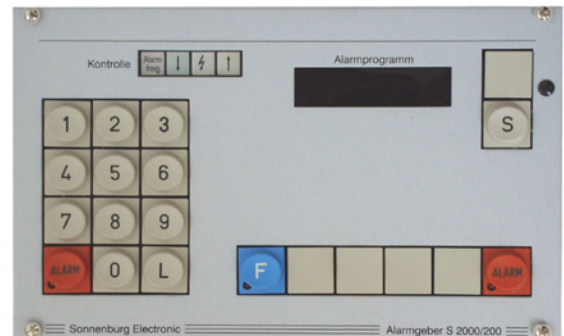 Kontrolle
Alarm freig.
Alarmprogramm
S
1 2 3
4 5 6
7 8 9
ALARM 0 L
F
ALARM
Sonnenburg Electronic
Alarmgeber S 2000/200